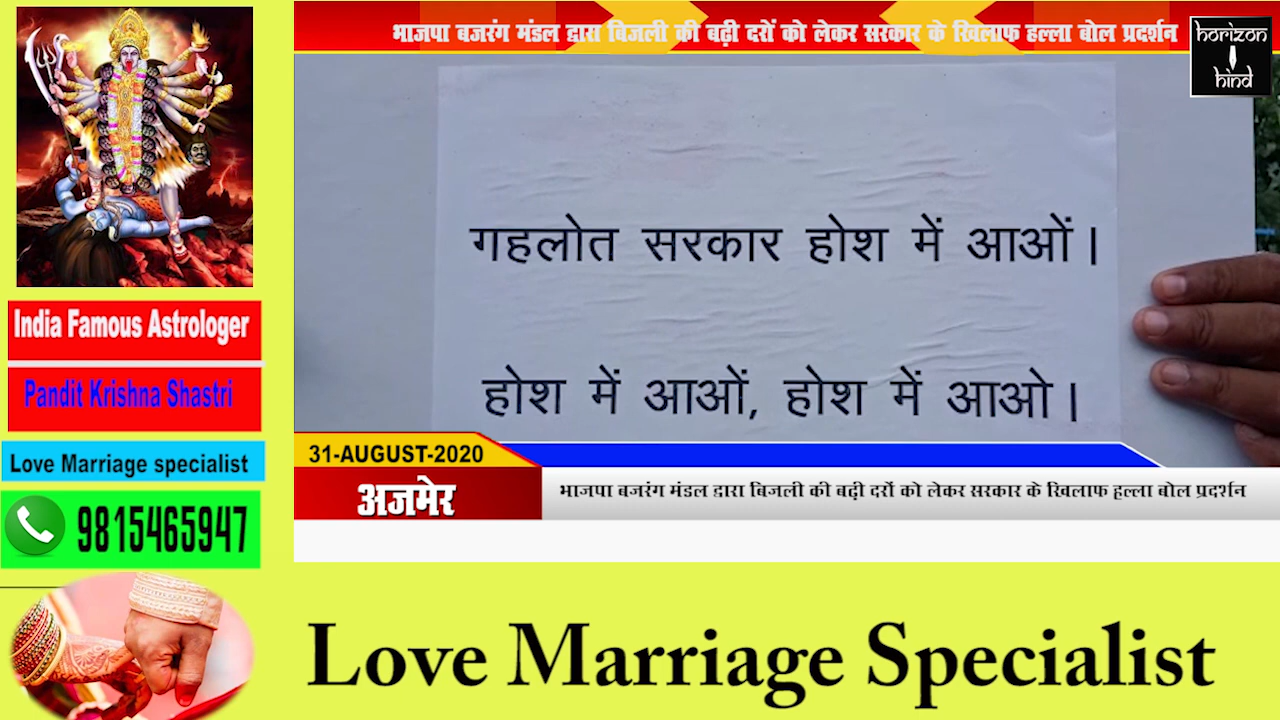 भाजपा बजरंग मंडल द्वारा बिजली की बढ़ी दरों को लेकर सरकार के खिलाफ हल्ला बोल प्रदर्शन
horizon
hind
गहलोत सरकार होश में आओं।
होश में आओं, होश में आओ।
31-AUGUST-2020
अजमेर
भाजपा बजरंग मंडल द्वारा बिजली की बढ़ी दरों को लेकर सरकार के खिलाफ हल्ला बोल प्रदर्शन
India Famous Astrologer
Pandit Krishna Shastri
Love Marriage specialist
9815465947
Love Marriage Specialist